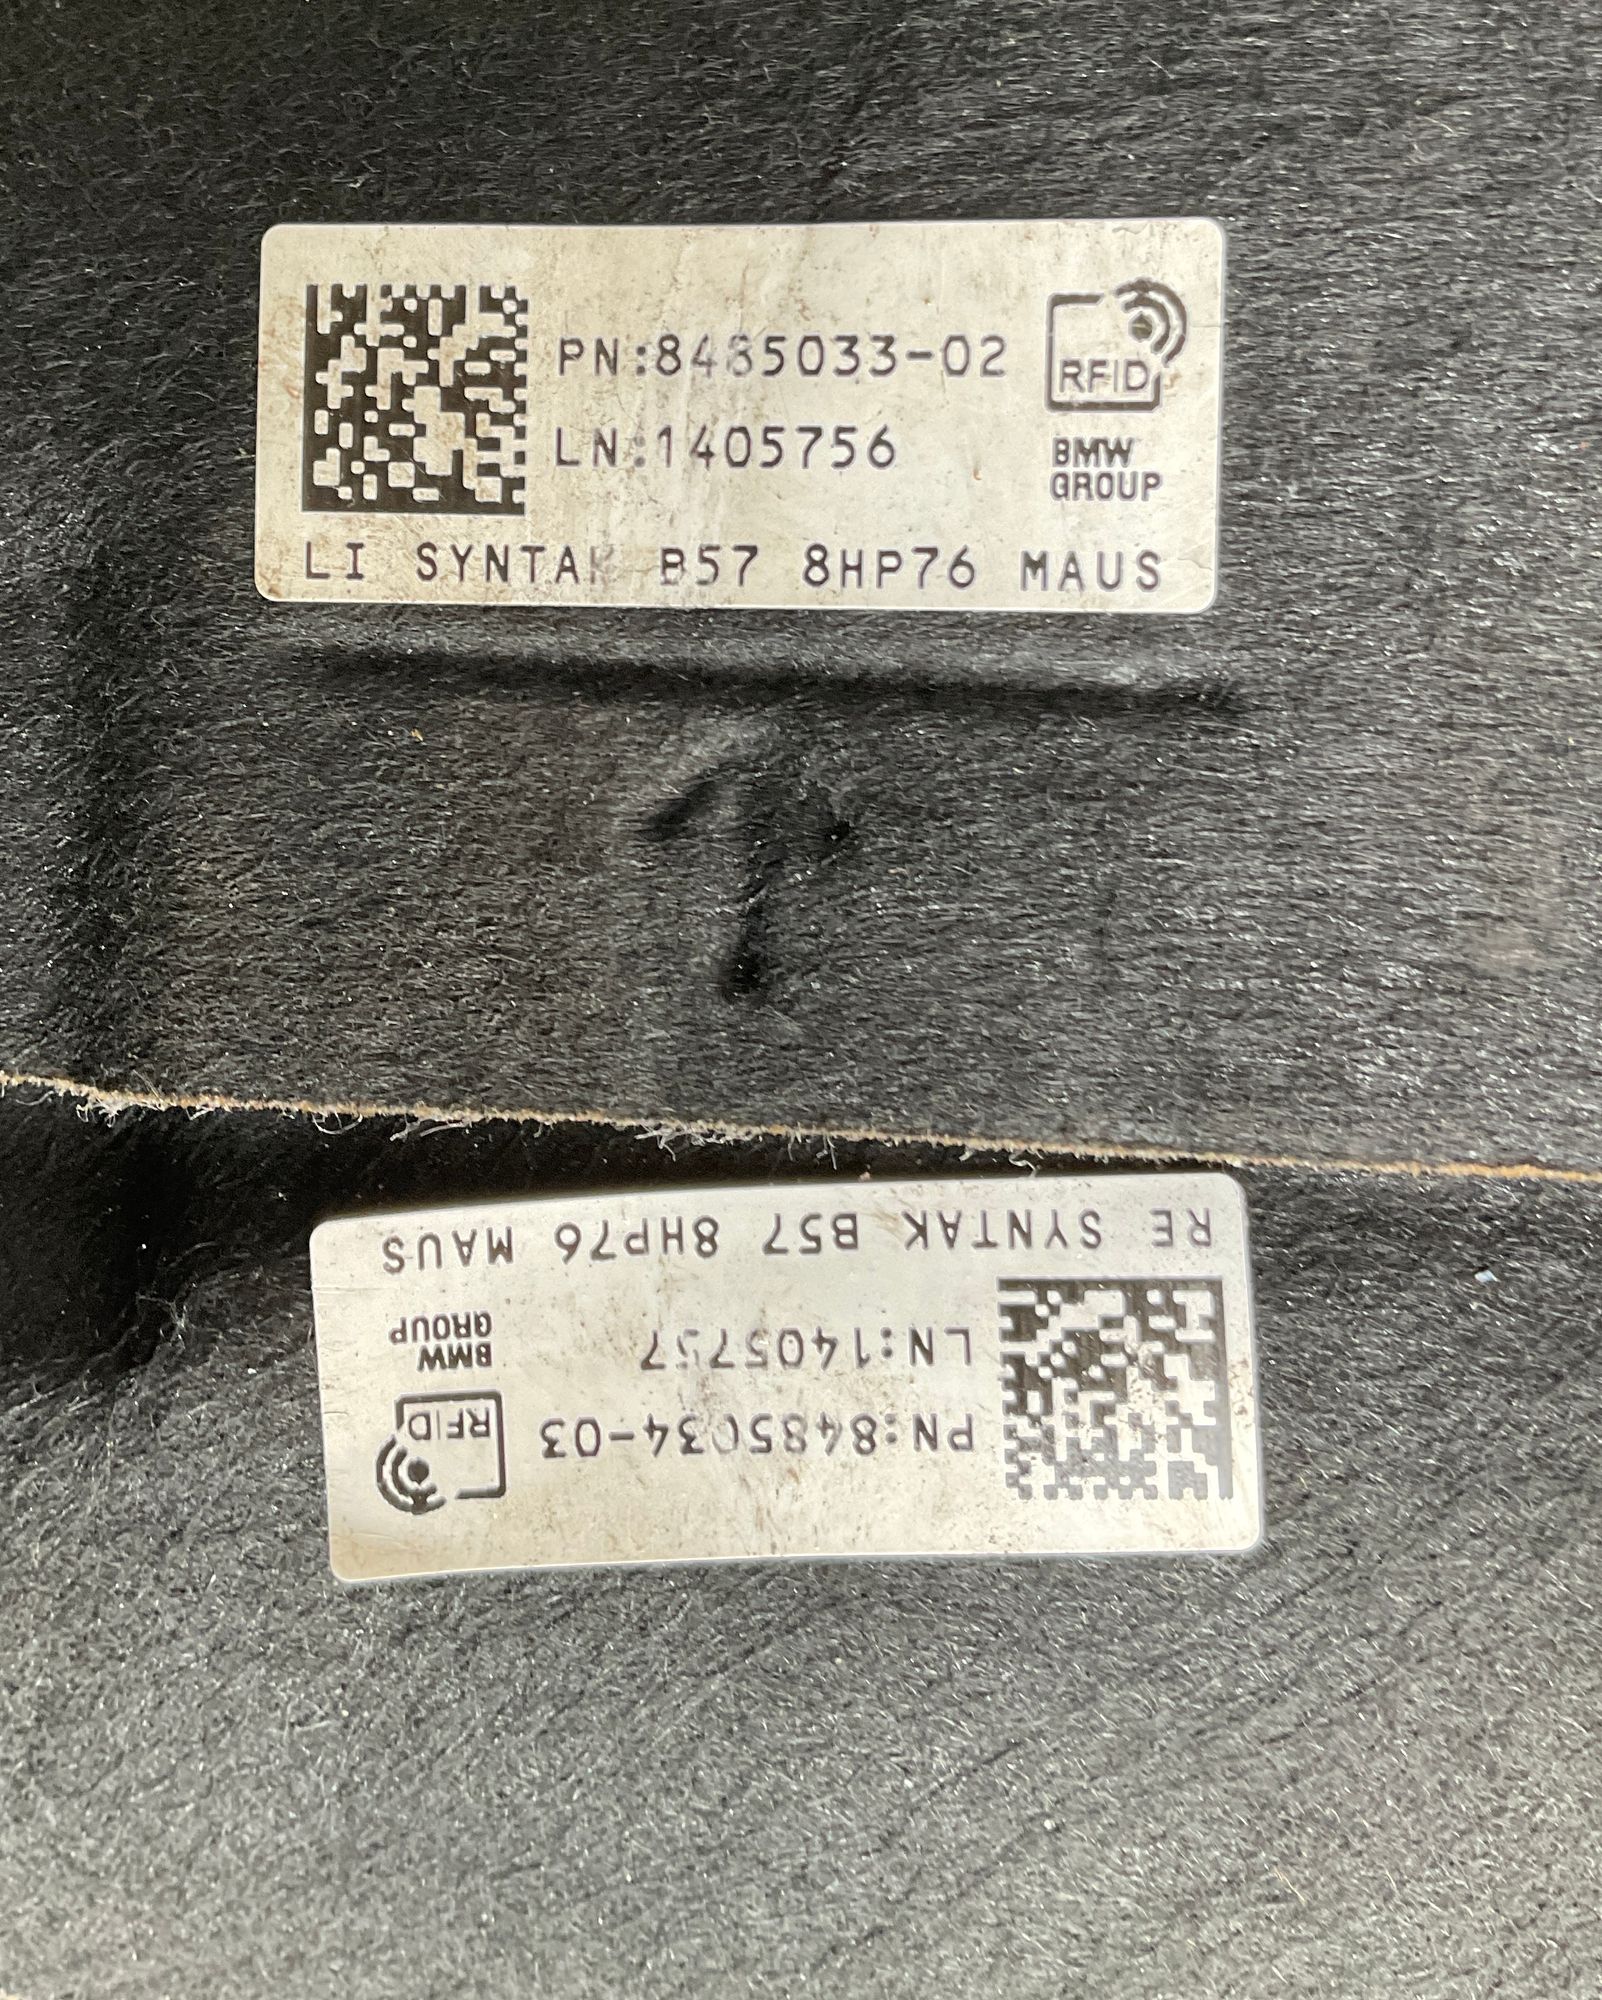 PN:8485033-02
LN:1405756
RFID
BMW
GROUP
LI SYNTAK B57 8HP76 MAUS
RE SYNTAK B57 8HP76 MAUS
LN:1405757
BMW
GROUP
PN:8485034-03
RFID